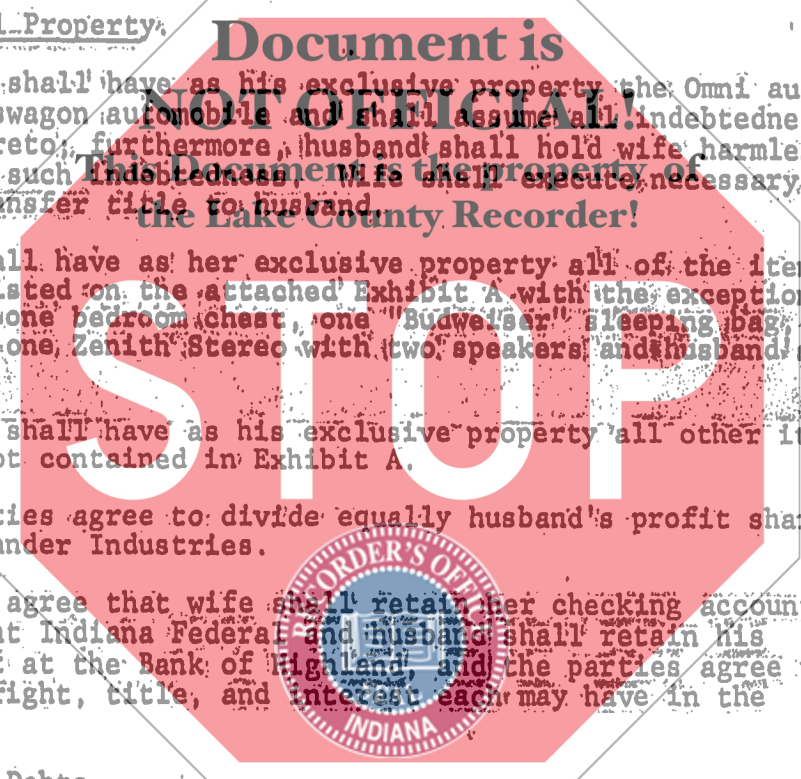 l Property.
Document is
shall have as his exclusive property the Omni au
NOT OFFICIAL!
swagon automobile and shall assume all indebtedne
reto; furthermore, husband shall hold wife harmle
This Document is the property of
such indebtedness. Wife shall execute necessary
nsfer title to husband.
the Lake County Recorder!
all have as her exclusive property all of the ite
isted on the attached Exhibit A with the exception
one bedroom chest, one "Budweiser" sleeping bag,
one Zenith Stereo with two speakers and husband's
STOP
shall have as his exclusive property all other it
ot contained in Exhibit A.
ies agree to divide equally husband's profit sha
ander Industries.
RECORDER'S OFFI
agree that wife shall retain her checking accoun
at Indiana Federal and husband shall retain his
t at the Bank of Highland, and the parties agree
right, title, and interest each may have in the
SEAL
INDIANA
Debts